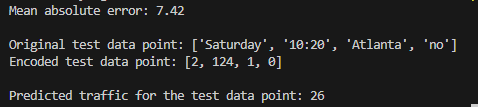 Mean absolute error: 7.42
Original test data point: ['Saturday', '10:20', 'Atlanta', 'no']
Encoded test data point: [2, 124, 1, 0]
Predicted traffic for the test data point: 26